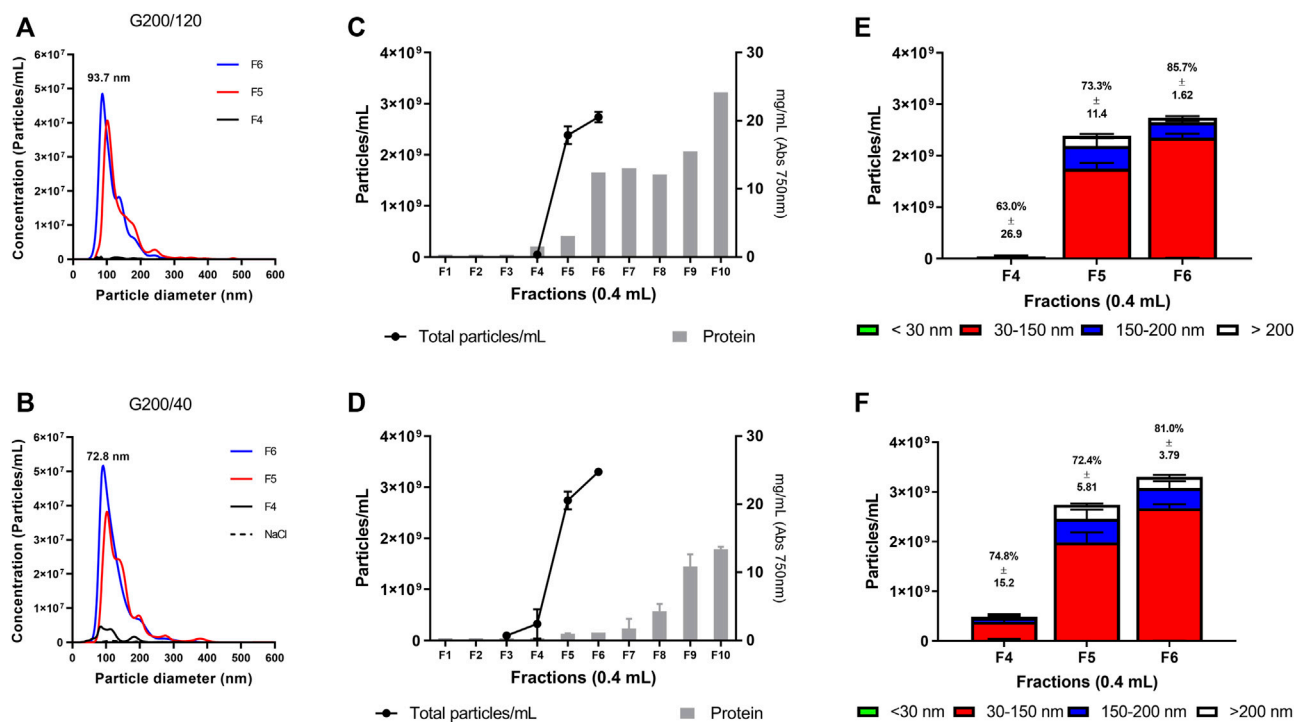 A
G200/120
Concentration (Particles/mL)
6×10⁷
5×10⁷
4×10⁷
3×10⁷
2×10⁷
1×10⁷
0
93.7 nm
F6
F5
F4
0 100 200 300 400 500 600
Particle diameter (nm)
C
Particles/mL
4×10⁹
3×10⁹
2×10⁹
1×10⁹
0
30
20
10
0
mg/mL (Abs 750nm)
F1 F2 F3 F4 F5 F6 F7 F8 F9 F10
Fractions (0.4 mL)
Total particles/mL Protein
E
Particles/mL
4×10⁹
3×10⁹
2×10⁹
1×10⁹
0
63.0%
±
26.9
73.3%
±
11.4
85.7%
±
1.62
F4 F5 F6
Fractions (0.4 mL)
< 30 nm 30-150 nm 150-200 nm > 200
B
G200/40
Concentration (Particles/mL)
6×10⁷
5×10⁷
4×10⁷
3×10⁷
2×10⁷
1×10⁷
0
72.8 nm
F6
F5
F4
NaCl
0 100 200 300 400 500 600
Particle diameter (nm)
D
Particles/mL
4×10⁹
3×10⁹
2×10⁹
1×10⁹
0
30
20
10
0
mg/mL (Abs 750nm)
F1 F2 F3 F4 F5 F6 F7 F8 F9 F10
Fractions (0.4 mL)
Total particles/mL Protein
F
Particles/mL
4×10⁹
3×10⁹
2×10⁹
1×10⁹
0
74.8%
±
15.2
72.4%
±
5.81
81.0%
±
3.79
F4 F5 F6
Fractions (0.4 mL)
<30 nm 30-150 nm 150-200 nm >200 nm